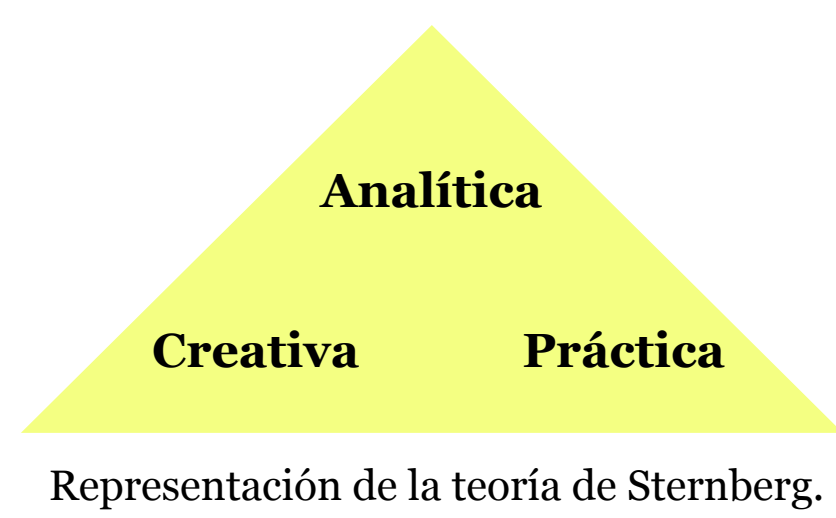 Analítica
Creativa Práctica
Representación de la teoría de Sternberg.